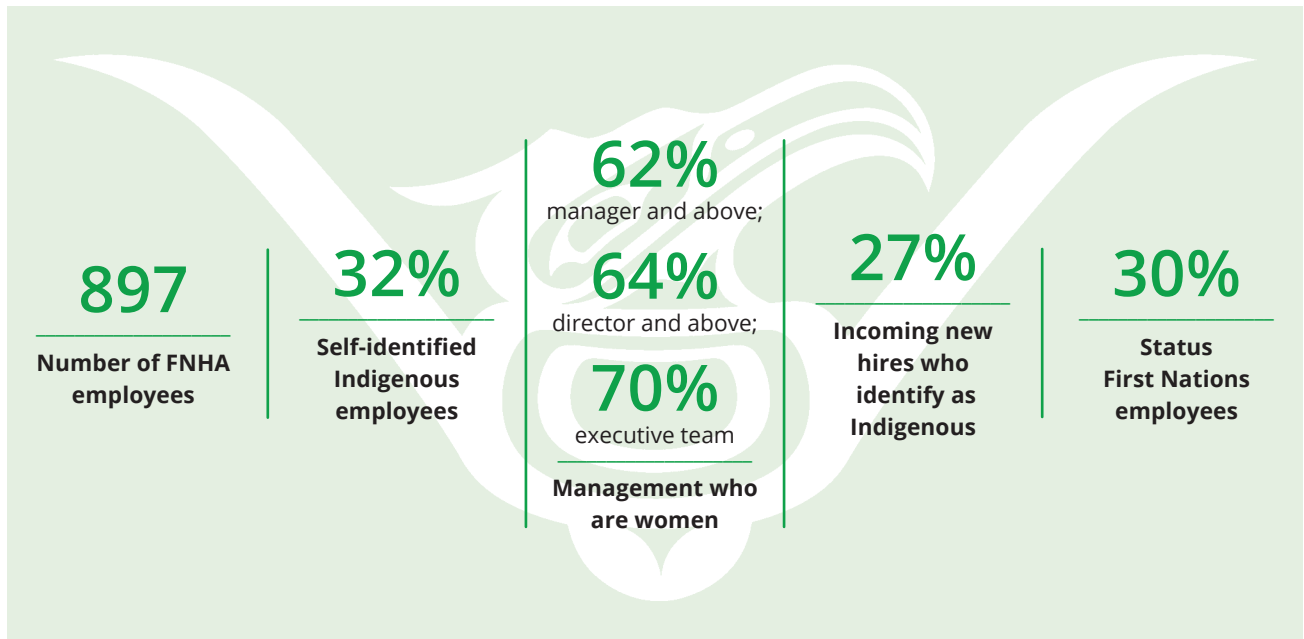 897
Number of FNHA
employees
32%
Self-identified
Indigenous
employees
62%
manager and above;
64%
director and above;
70%
executive team
Management who
are women
27%
Incoming new
hires who
identify as
Indigenous
30%
Status
First Nations
employees